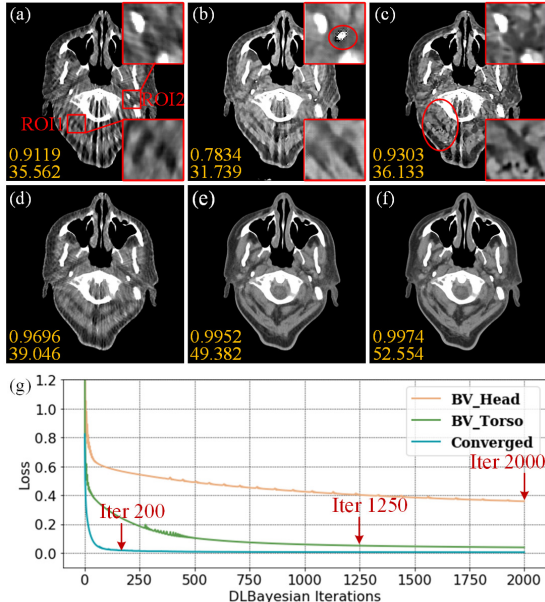 (a)
(b)
(c)
ROI1
ROI2
0.9119
35.562
0.7834
31.739
0.9303
36.133
(d)
(e)
(f)
0.9696
39.046
0.9952
49.382
0.9974
52.554
(g)
1.2
1.0
0.8
0.6
0.4
0.2
0.0
Loss
BV_Head
BV_Torso
Converged
Iter 2000
Iter 200
Iter 1250
0
250
500
750
1000
1250
1500
1750
2000
DLBayesian Iterations